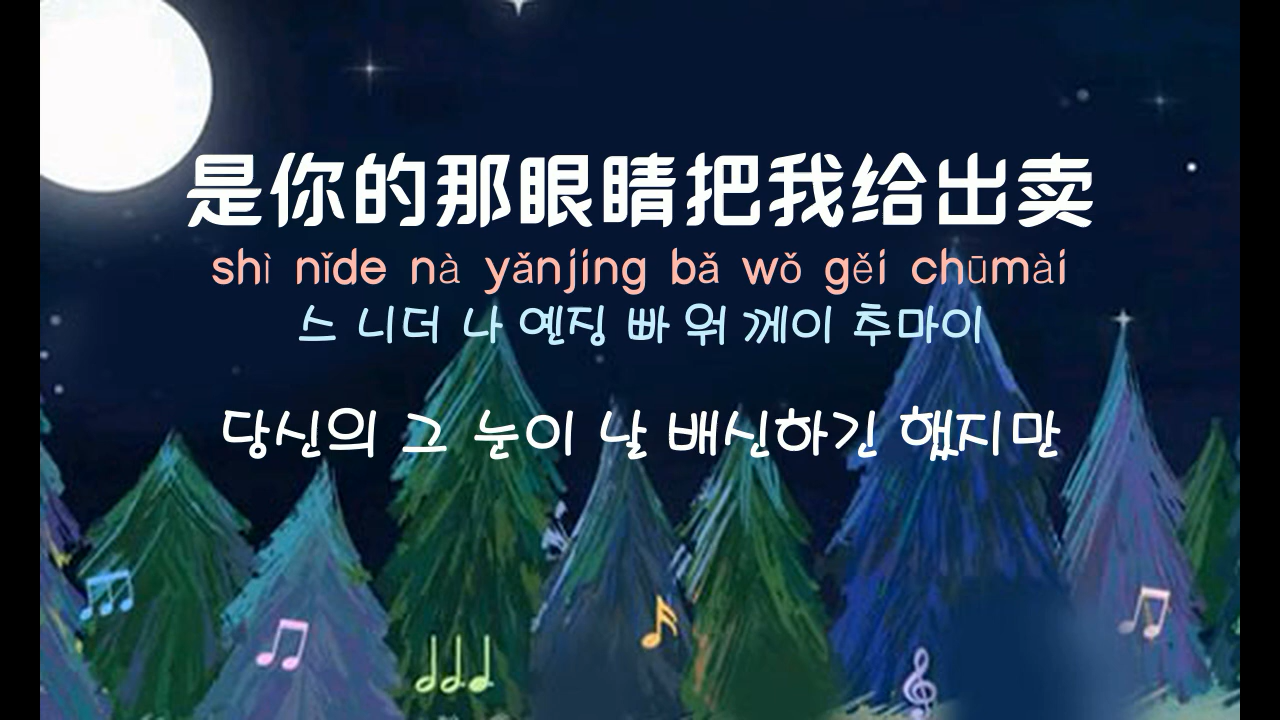 是你的那眼睛把我给出卖
shì nǐde nà yǎnjing bǎ wǒ gěi chūmài
스 니더 나 옌징 빠 워 께이 추마이
당신의 그 눈이 날 배신하긴 했지만